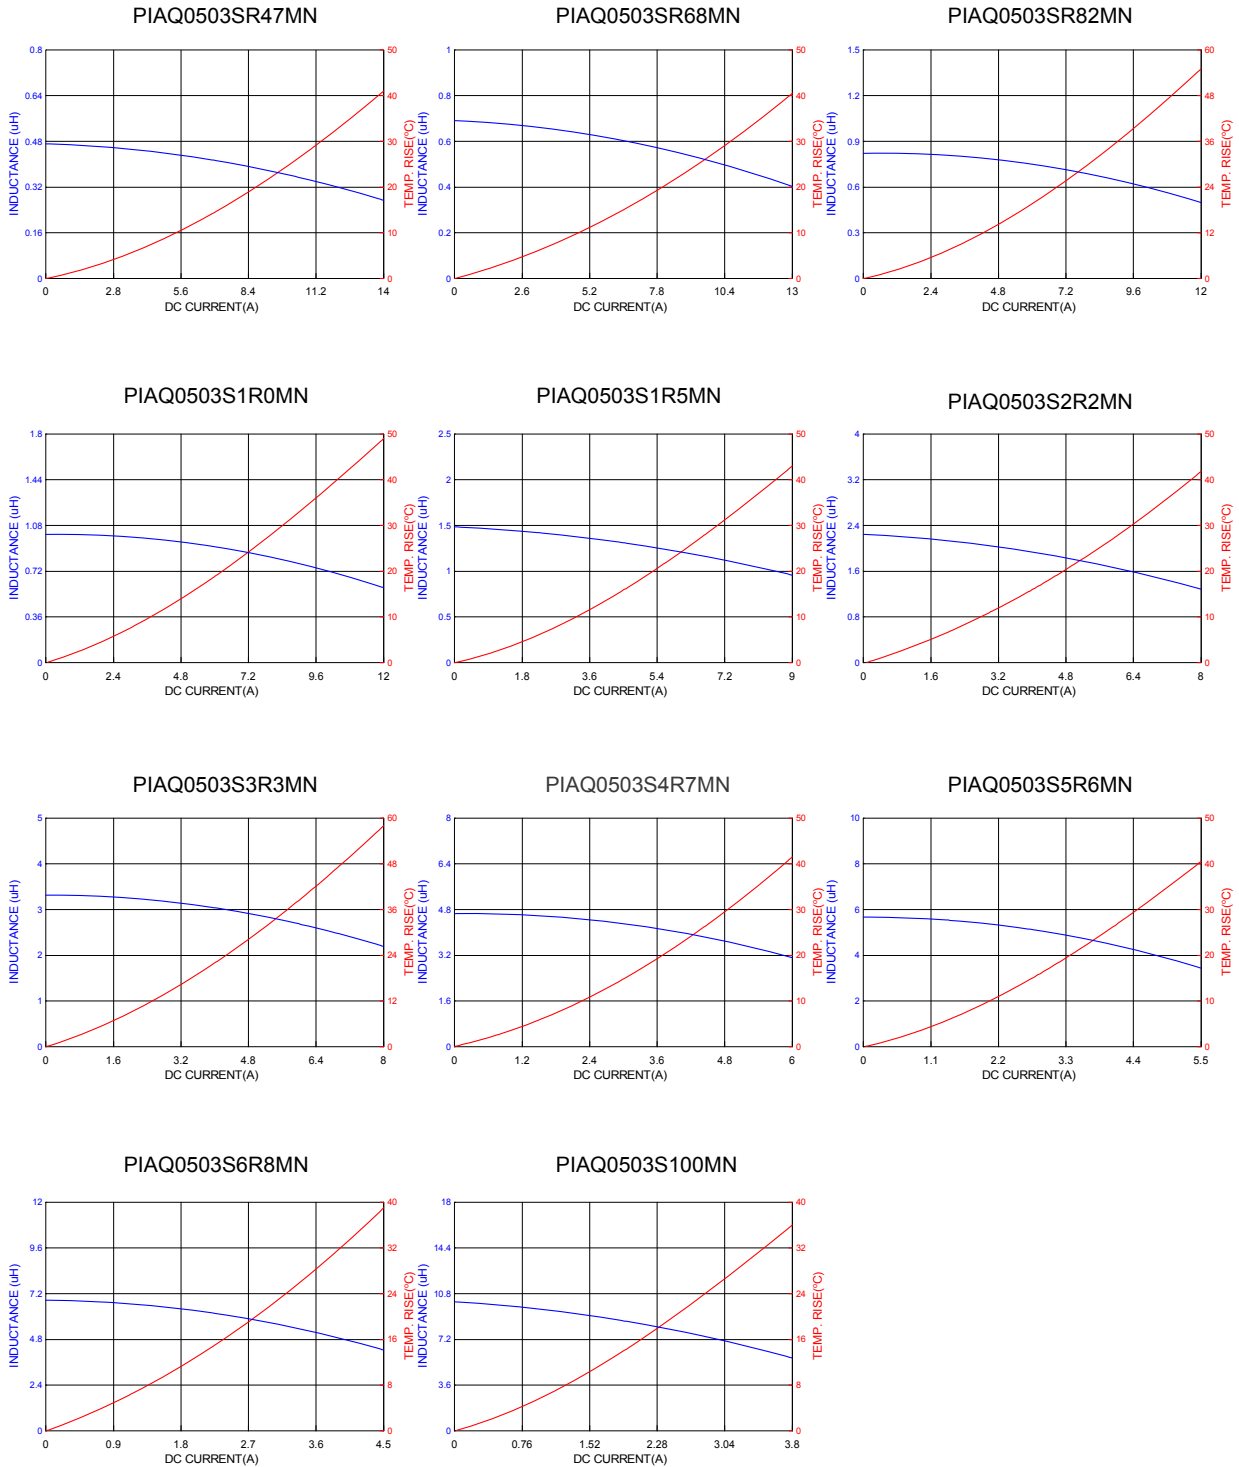 PIAQ0503SR47MN
0.8
0.64
0.48
0.32
0.16
0
INDUCTANCE (uH)
50
40
30
20
10
0
TEMP. RISE(ºC)
0 2.8 5.6 8.4 11.2 14
DC CURRENT(A)
PIAQ0503SR68MN
1
0.8
0.6
0.4
0.2
0
INDUCTANCE (uH)
50
40
30
20
10
0
TEMP. RISE(ºC)
0 2.6 5.2 7.8 10.4 13
DC CURRENT(A)
PIAQ0503SR82MN
1.5
1.2
0.9
0.6
0.3
0
INDUCTANCE (uH)
60
48
36
24
12
0
TEMP. RISE(ºC)
0 2.4 4.8 7.2 9.6 12
DC CURRENT(A)
PIAQ0503S1R0MN
1.8
1.44
1.08
0.72
0.36
0
INDUCTANCE (uH)
50
40
30
20
10
0
TEMP. RISE(ºC)
0 2.4 4.8 7.2 9.6 12
DC CURRENT(A)
PIAQ0503S1R5MN
2.5
2
1.5
1
0.5
0
INDUCTANCE (uH)
50
40
30
20
10
0
TEMP. RISE(ºC)
0 1.8 3.6 5.4 7.2 9
DC CURRENT(A)
PIAQ0503S2R2MN
4
3.2
2.4
1.6
0.8
0
INDUCTANCE (uH)
50
40
30
20
10
0
TEMP. RISE(ºC)
0 1.6 3.2 4.8 6.4 8
DC CURRENT(A)
PIAQ0503S3R3MN
5
4
3
2
1
0
INDUCTANCE (uH)
60
48
36
24
12
0
TEMP. RISE(ºC)
0 1.6 3.2 4.8 6.4 8
DC CURRENT(A)
PIAQ0503S4R7MN
8
6.4
4.8
3.2
1.6
0
INDUCTANCE (uH)
50
40
30
20
10
0
TEMP. RISE(ºC)
0 1.2 2.4 3.6 4.8 6
DC CURRENT(A)
PIAQ0503S5R6MN
10
8
6
4
2
0
INDUCTANCE (uH)
50
40
30
20
10
0
TEMP. RISE(ºC)
0 1.1 2.2 3.3 4.4 5.5
DC CURRENT(A)
PIAQ0503S6R8MN
12
9.6
7.2
4.8
2.4
0
INDUCTANCE (uH)
40
32
24
16
8
0
TEMP. RISE(ºC)
0 0.9 1.8 2.7 3.6 4.5
DC CURRENT(A)
PIAQ0503S100MN
18
14.4
10.8
7.2
3.6
0
INDUCTANCE (uH)
40
32
24
16
8
0
TEMP. RISE(ºC)
0 0.76 1.52 2.28 3.04 3.8
DC CURRENT(A)